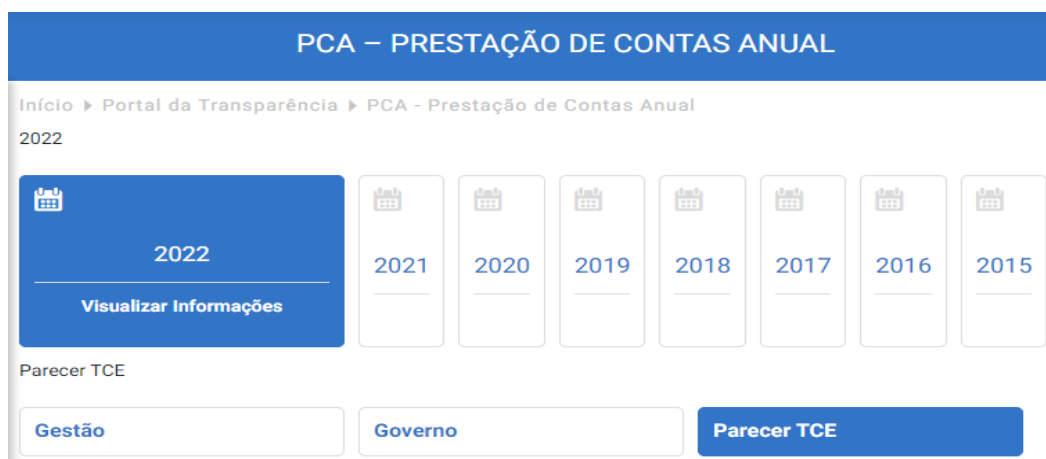 PCA – PRESTAÇÃO DE CONTAS ANUAL
Início ▸ Portal da Transparência ▸ PCA - Prestação de Contas Anual
2022
2022 2021 2020 2019 2018 2017 2016 2015
Visualizar Informações
Parecer TCE
Gestão Governo Parecer TCE